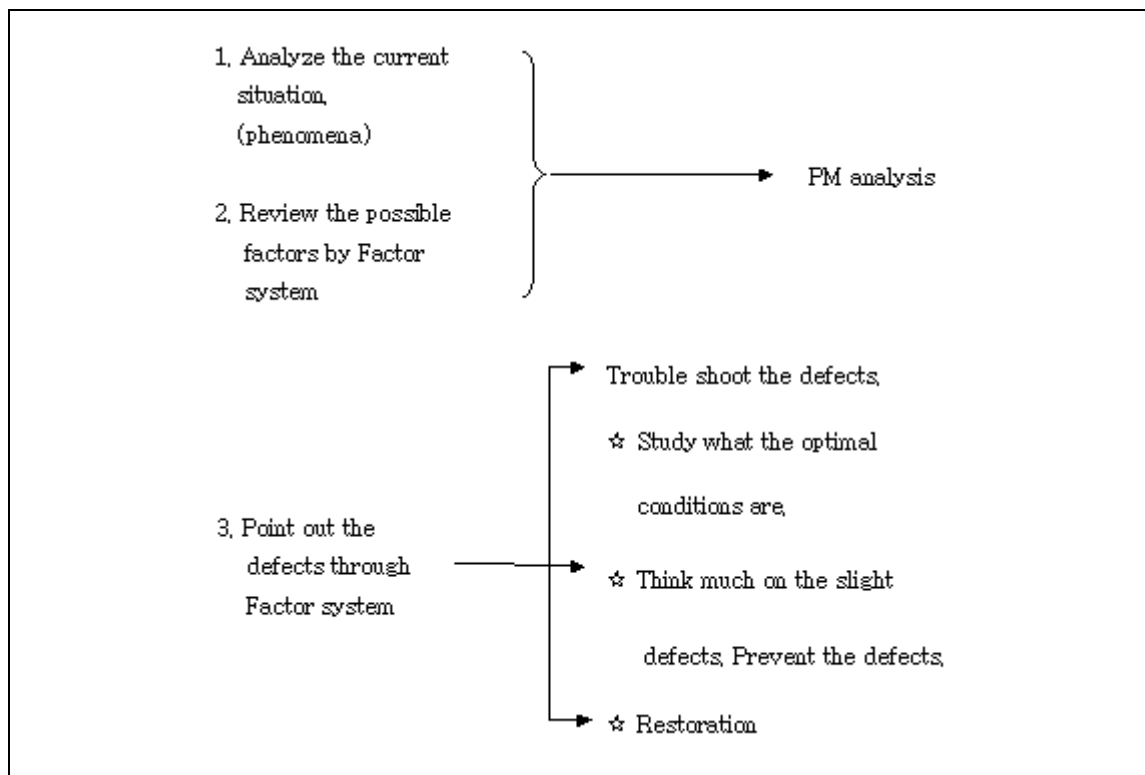 1, Analyze the current
situation,
(phenomena)
PM analysis
2, Review the possible
factors by Factor
system
Trouble shoot the defects,
☆ Study what the optimal
conditions are,
3, Point out the
defects through
Factor system
☆ Think much on the slight
defects, Prevent the defects,
☆ Restoration